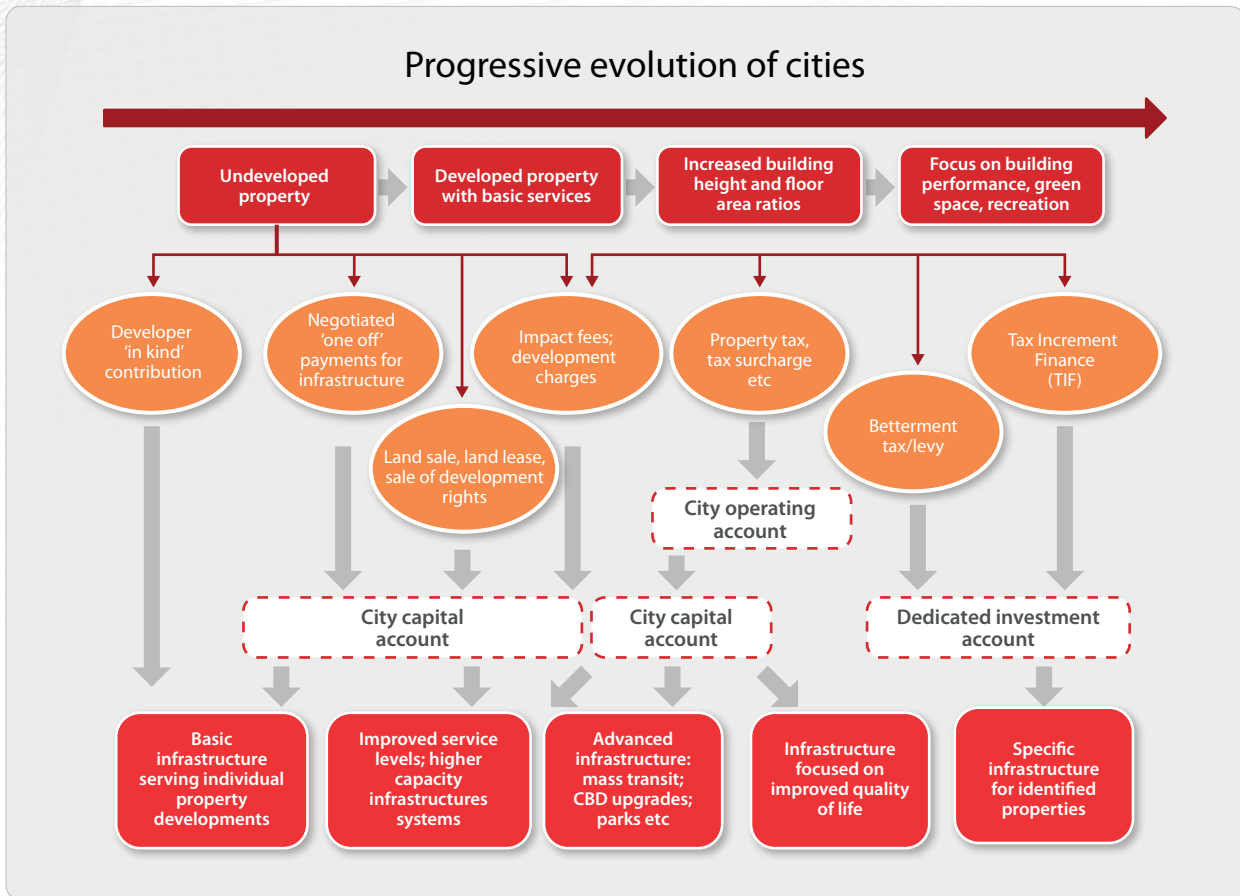 Progressive evolution of cities
Undeveloped
property
Developed property
with basic services
Increased building
height and floor
area ratios
Focus on building
performance, green
space, recreation
Developer
'in kind'
contribution
Negotiated
'one off'
payments for
infrastructure
Land sale, land lease,
sale of development
rights
Impact fees;
development
charges
Property tax,
tax surcharge
etc
Betterment
tax/levy
Tax Increment
Finance
(TIF)
City operating
account
City capital
account
City capital
account
Dedicated investment
account
Basic
infrastructure
serving individual
property
developments
Improved service
levels; higher
capacity
infrastructures
systems
Advanced
infrastructure:
mass transit;
CBD upgrades;
parks etc
Infrastructure
focused on
improved quality
of life
Specific
infrastructure
for identified
properties